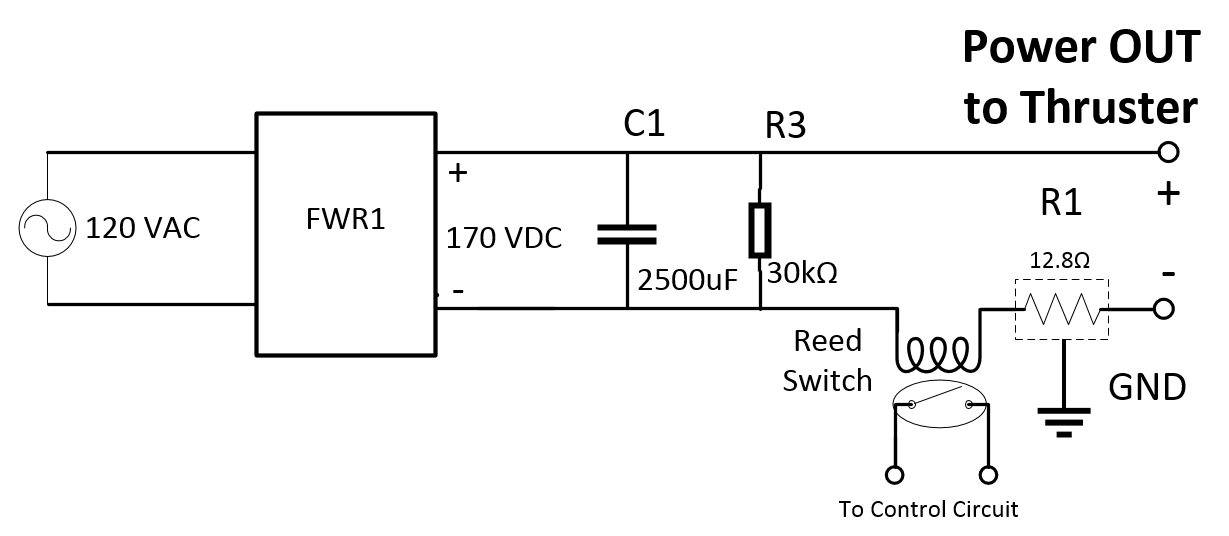 Power OUT
to Thruster
C1
R3
+
+
R1
120 VAC
FWR1
170 VDC
12.8Ω
2500uF
30kΩ
-
-
Reed
Switch
GND
To Control Circuit